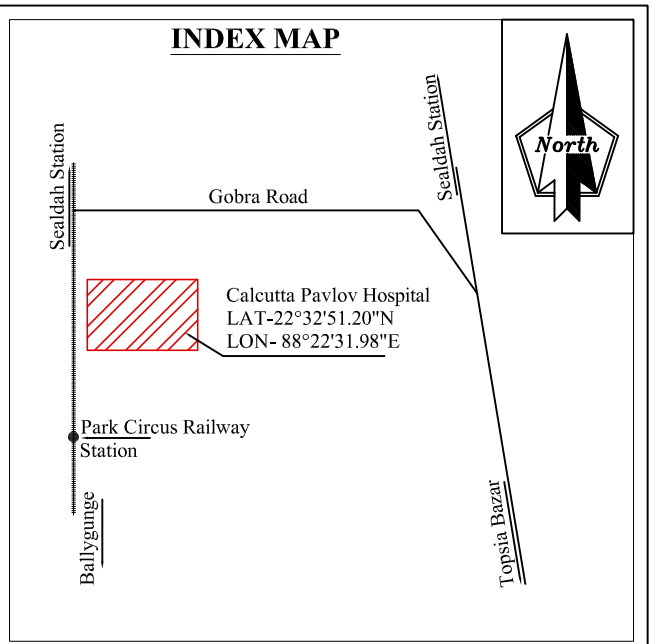 INDEX MAP
North
Sealdah Station
Sealdah Station
Gobra Road
Calcutta Pavlov Hospital
LAT-22°32'51.20"N
LON- 88°22'31.98"E
Park Circus Railway
Station
Ballygunge
Topsia Bazar